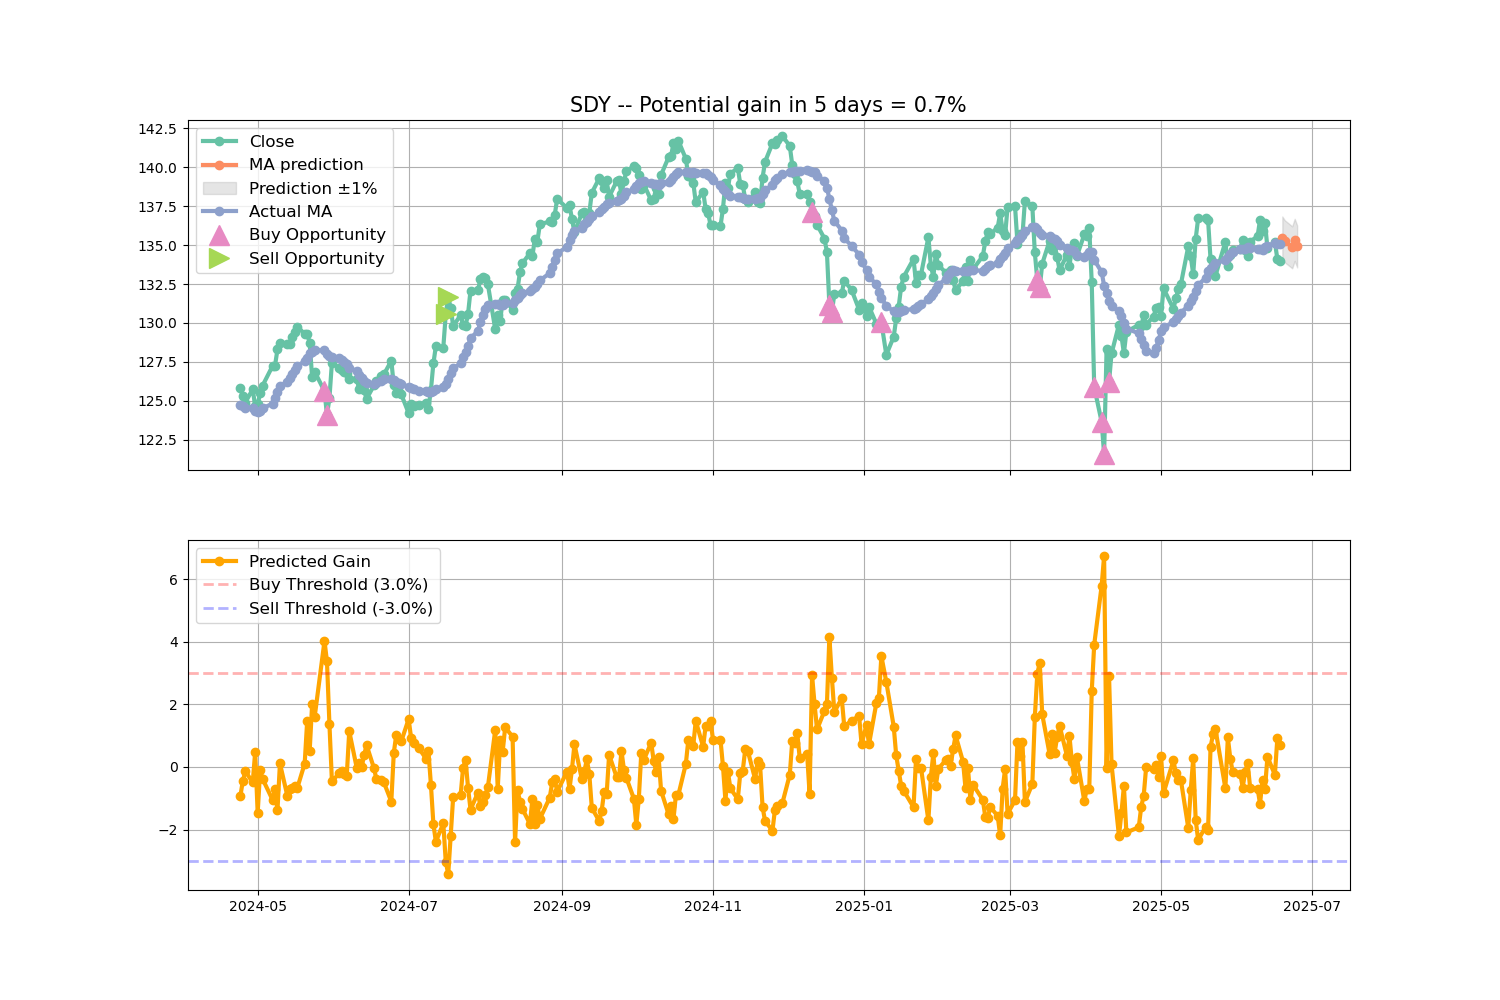 SDY -- Potential gain in 5 days = 0.7%
142.5
140.0
137.5
135.0
132.5
130.0
127.5
125.0
122.5
Close
MA prediction
Prediction ±1%
Actual MA
Buy Opportunity
Sell Opportunity
6
4
2
0
−2
Predicted Gain
Buy Threshold (3.0%)
Sell Threshold (-3.0%)
2024-05 2024-07 2024-09 2024-11 2025-01 2025-03 2025-05 2025-07